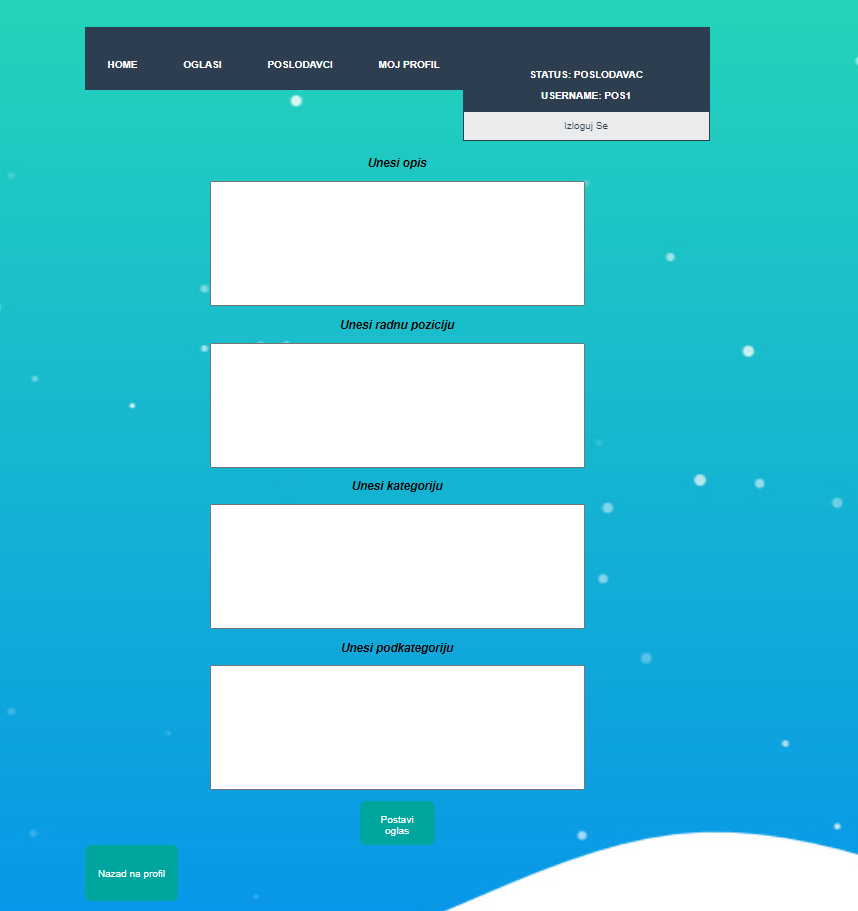 HOME OGLASI POSLODAVCI MOJ PROFIL
STATUS: POSLODAVAC
USERNAME: POS1
Izloguj Se
Unesi opis
Unesi radnu poziciju
Unesi kategoriju
Unesi podkategoriju
Postavi
oglas
Nazad na profil